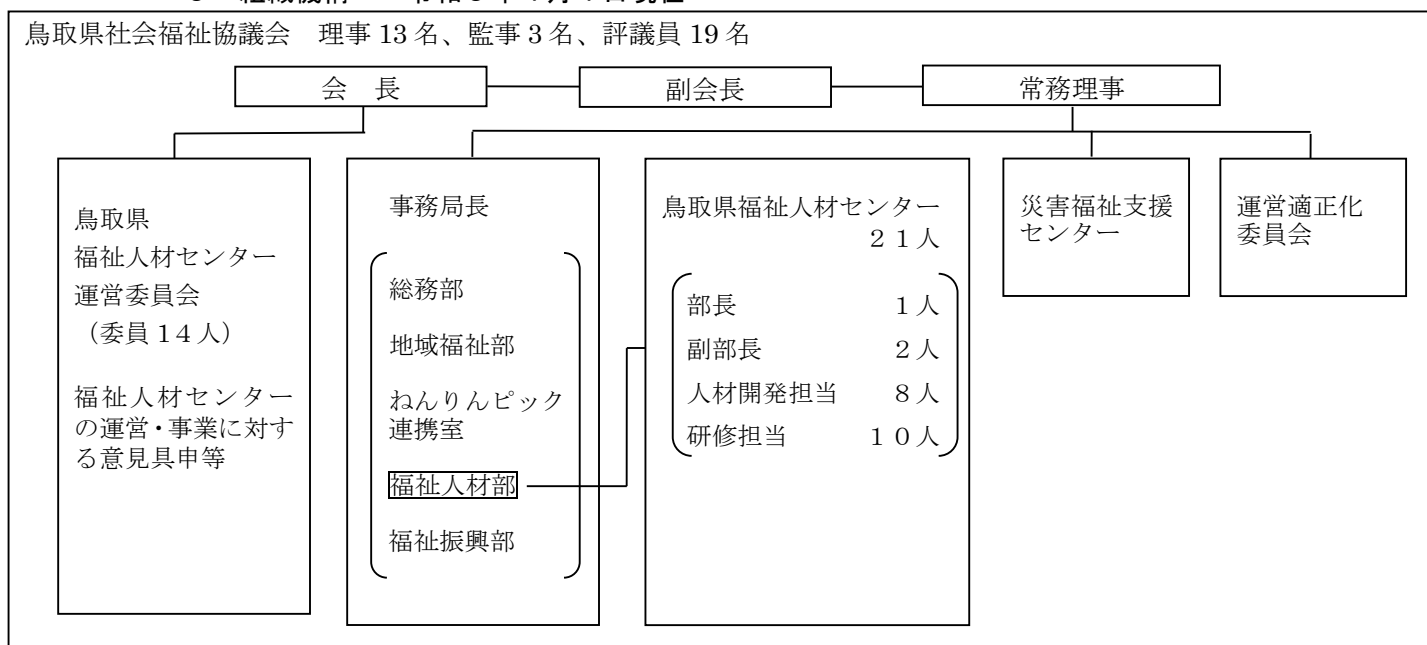 鳥取県社会福祉協議会　理事 13 名、監事 3 名、評議員 19 名
会　長
副会長
常務理事
鳥取県
福祉人材センター
運営委員会
（委員１４人）
福祉人材センター
の運営・事業に対す
る意見具申等
事務局長
総務部
地域福祉部
ねんりんピック
連携室
福祉人材部
福祉振興部
鳥取県福祉人材センター
２１人
部長　１人
副部長　２人
人材開発担当　８人
研修担当　１０人
災害福祉支援
センター
運営適正化
委員会